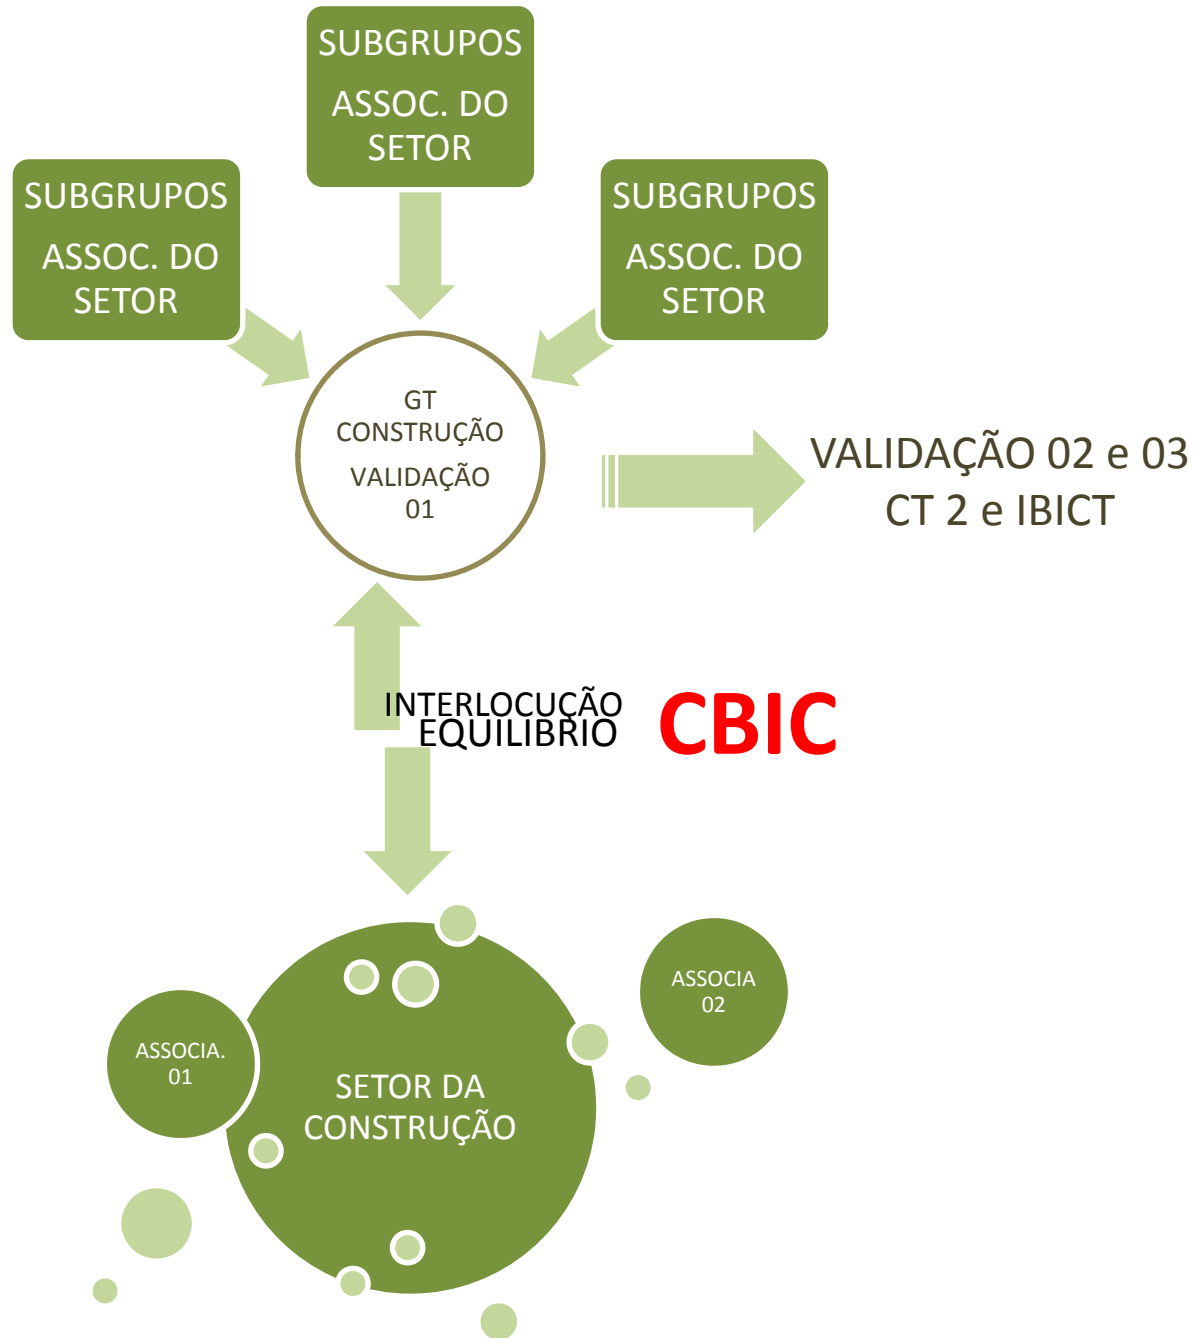 SUBGRUPOS
ASSOC. DO
SETOR
SUBGRUPOS
ASSOC. DO
SETOR
SUBGRUPOS
ASSOC. DO
SETOR
GT
CONSTRUÇÃO
VALIDAÇÃO
01
VALIDAÇÃO 02 e 03
CT 2 e IBICT
INTERLOCUÇÃO
EQUILIBRIO
CBIC
ASSOCIA
02
ASSOCIA.
01
SETOR DA
CONSTRUÇÃO